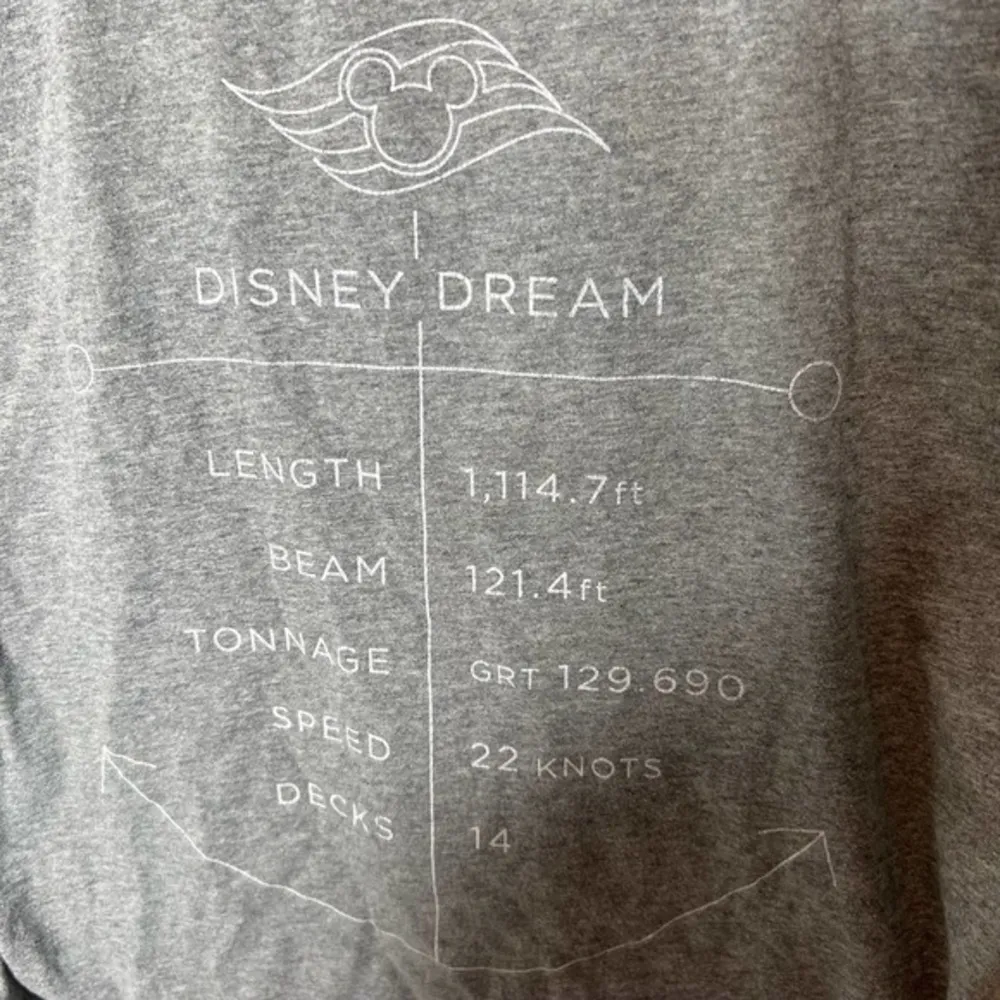 DISNEY DREAM
LENGTH 1,114.7ft
BEAM 121.4ft
TONNAGE GRT 129.690
SPEED 22 KNOTS
DECKS 14